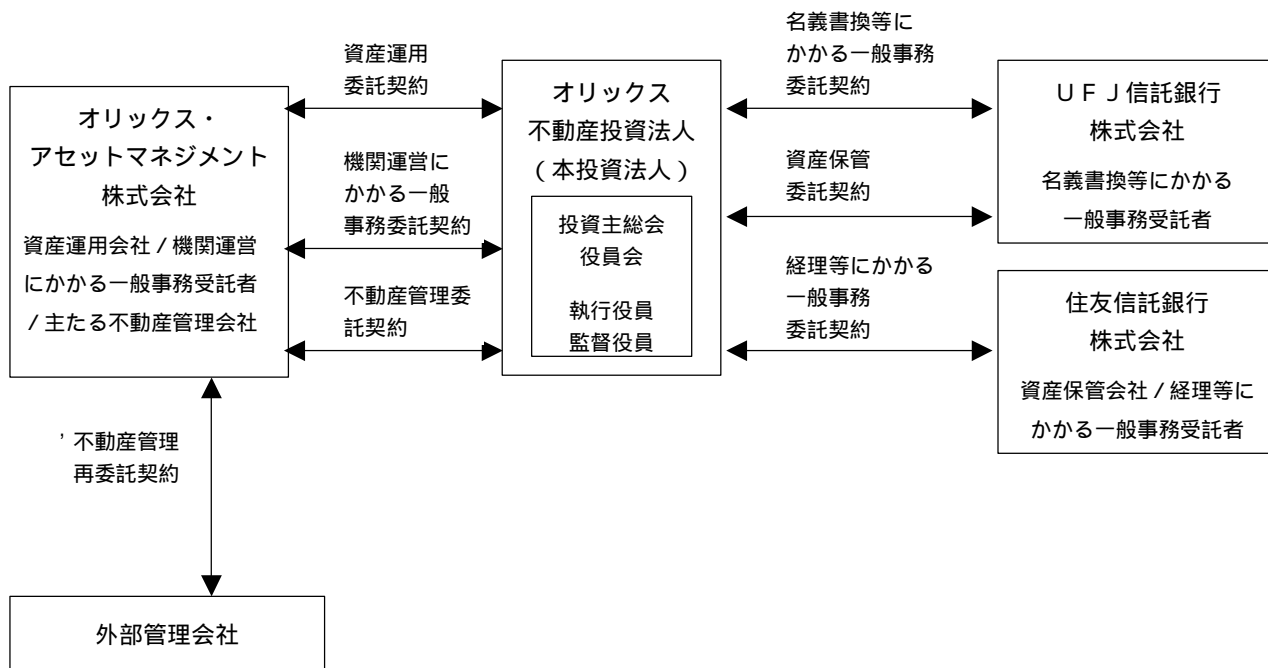 オリックス・
アセットマネジメント
株式会社
資産運用会社／機関運営
にかかる一般事務受託者
／主たる不動産管理会社
資産運用
委託契約
機関運営に
かかる一般
事務委託契約
不動産管理委
託契約
オリックス
不動産投資法人
（本投資法人）
投資主総会
役員会
執行役員
監督役員
名義書換等に
かかる一般事務
委託契約
資産保管
委託契約
経理等にかかる
一般事務
委託契約
ＵＦＪ信託銀行
株式会社
名義書換等にかかる
一般事務受託者
住友信託銀行
株式会社
資産保管会社／経理等に
かかる一般事務受託者
’不動産管理
再委託契約
外部管理会社